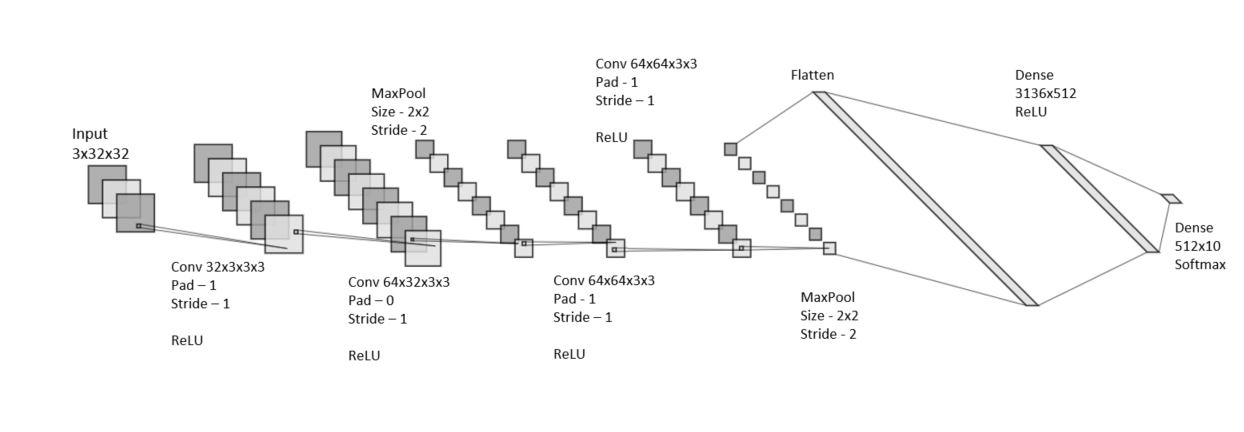 Input
3x32x32
Conv 32x3x3x3
Pad – 1
Stride – 1
ReLU
Conv 64x32x3x3
Pad – 0
Stride – 1
ReLU
MaxPool
Size - 2x2
Stride - 2
Conv 64x64x3x3
Pad - 1
Stride – 1
ReLU
Conv 64x64x3x3
Pad - 1
Stride – 1
ReLU
MaxPool
Size - 2x2
Stride - 2
Flatten
Dense
3136x512
ReLU
Dense
512x10
Softmax